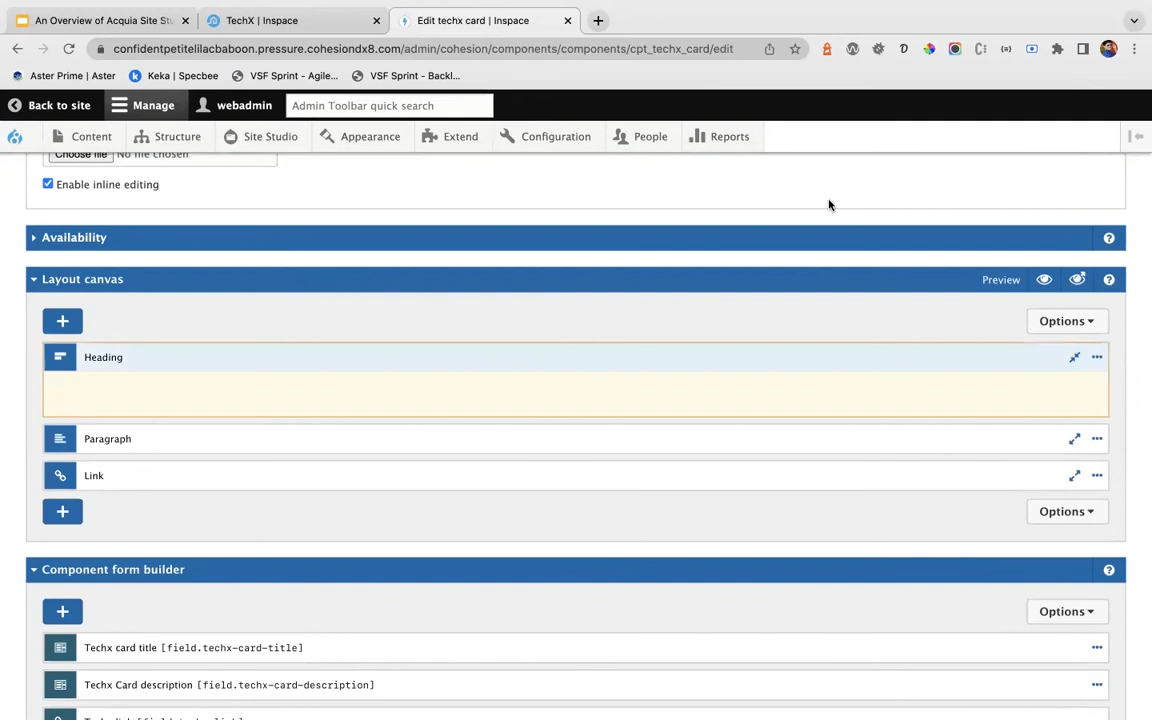 An Overview of Acquia Site Stu
TechX | Inspace
Edit techx card | Inspace
confidentpetitelilacbaboon.pressure.cohesiondx8.com/admin/cohesion/components/components/cpt_techx_card/edit
Aster Prime | Aster
Keka | Specbee
VSF Sprint - Agile...
VSF Sprint - Backl...
Back to site
Manage
webadmin
Admin Toolbar quick search
Content
Structure
Site Studio
Appearance
Extend
Configuration
People
Reports
Choose file No file chosen
Enable inline editing
Availability
Layout canvas
Preview
Options
Heading
Paragraph
Link
Options
Component form builder
Options
Techx card title [field.techx-card-title]
Techx Card description [field.techx-card-description]